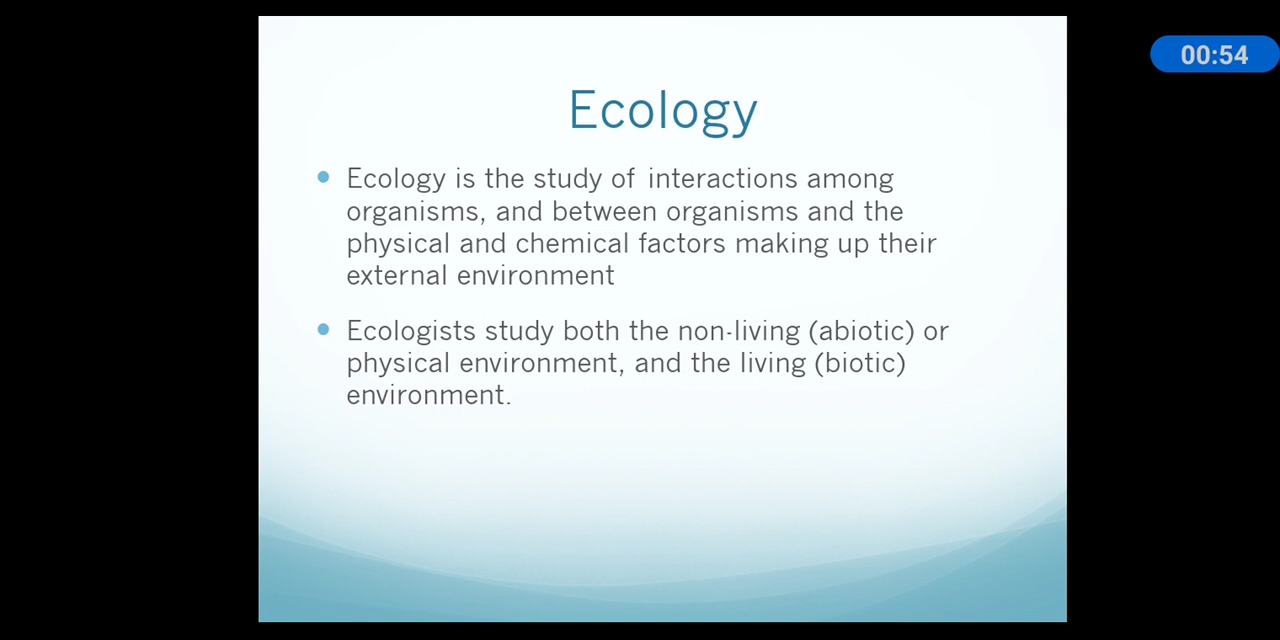 00:54
Ecology
Ecology is the study of interactions among
organisms, and between organisms and the
physical and chemical factors making up their
external environment
Ecologists study both the non-living (abiotic) or
physical environment, and the living (biotic)
environment.